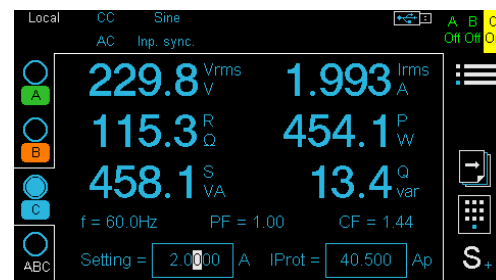 Local CC Sine A B
AC Inp. sync. Off Off
A 229.8 Vrms V 1.993 Irms A
B 115.3 R Ω 454.1 P W
C 458.1 S VA 13.4 Q var
f = 60.0Hz PF = 1.00 CF = 1.44
ABC Setting = 2.0000 A IProt = 40.500 Ap S+